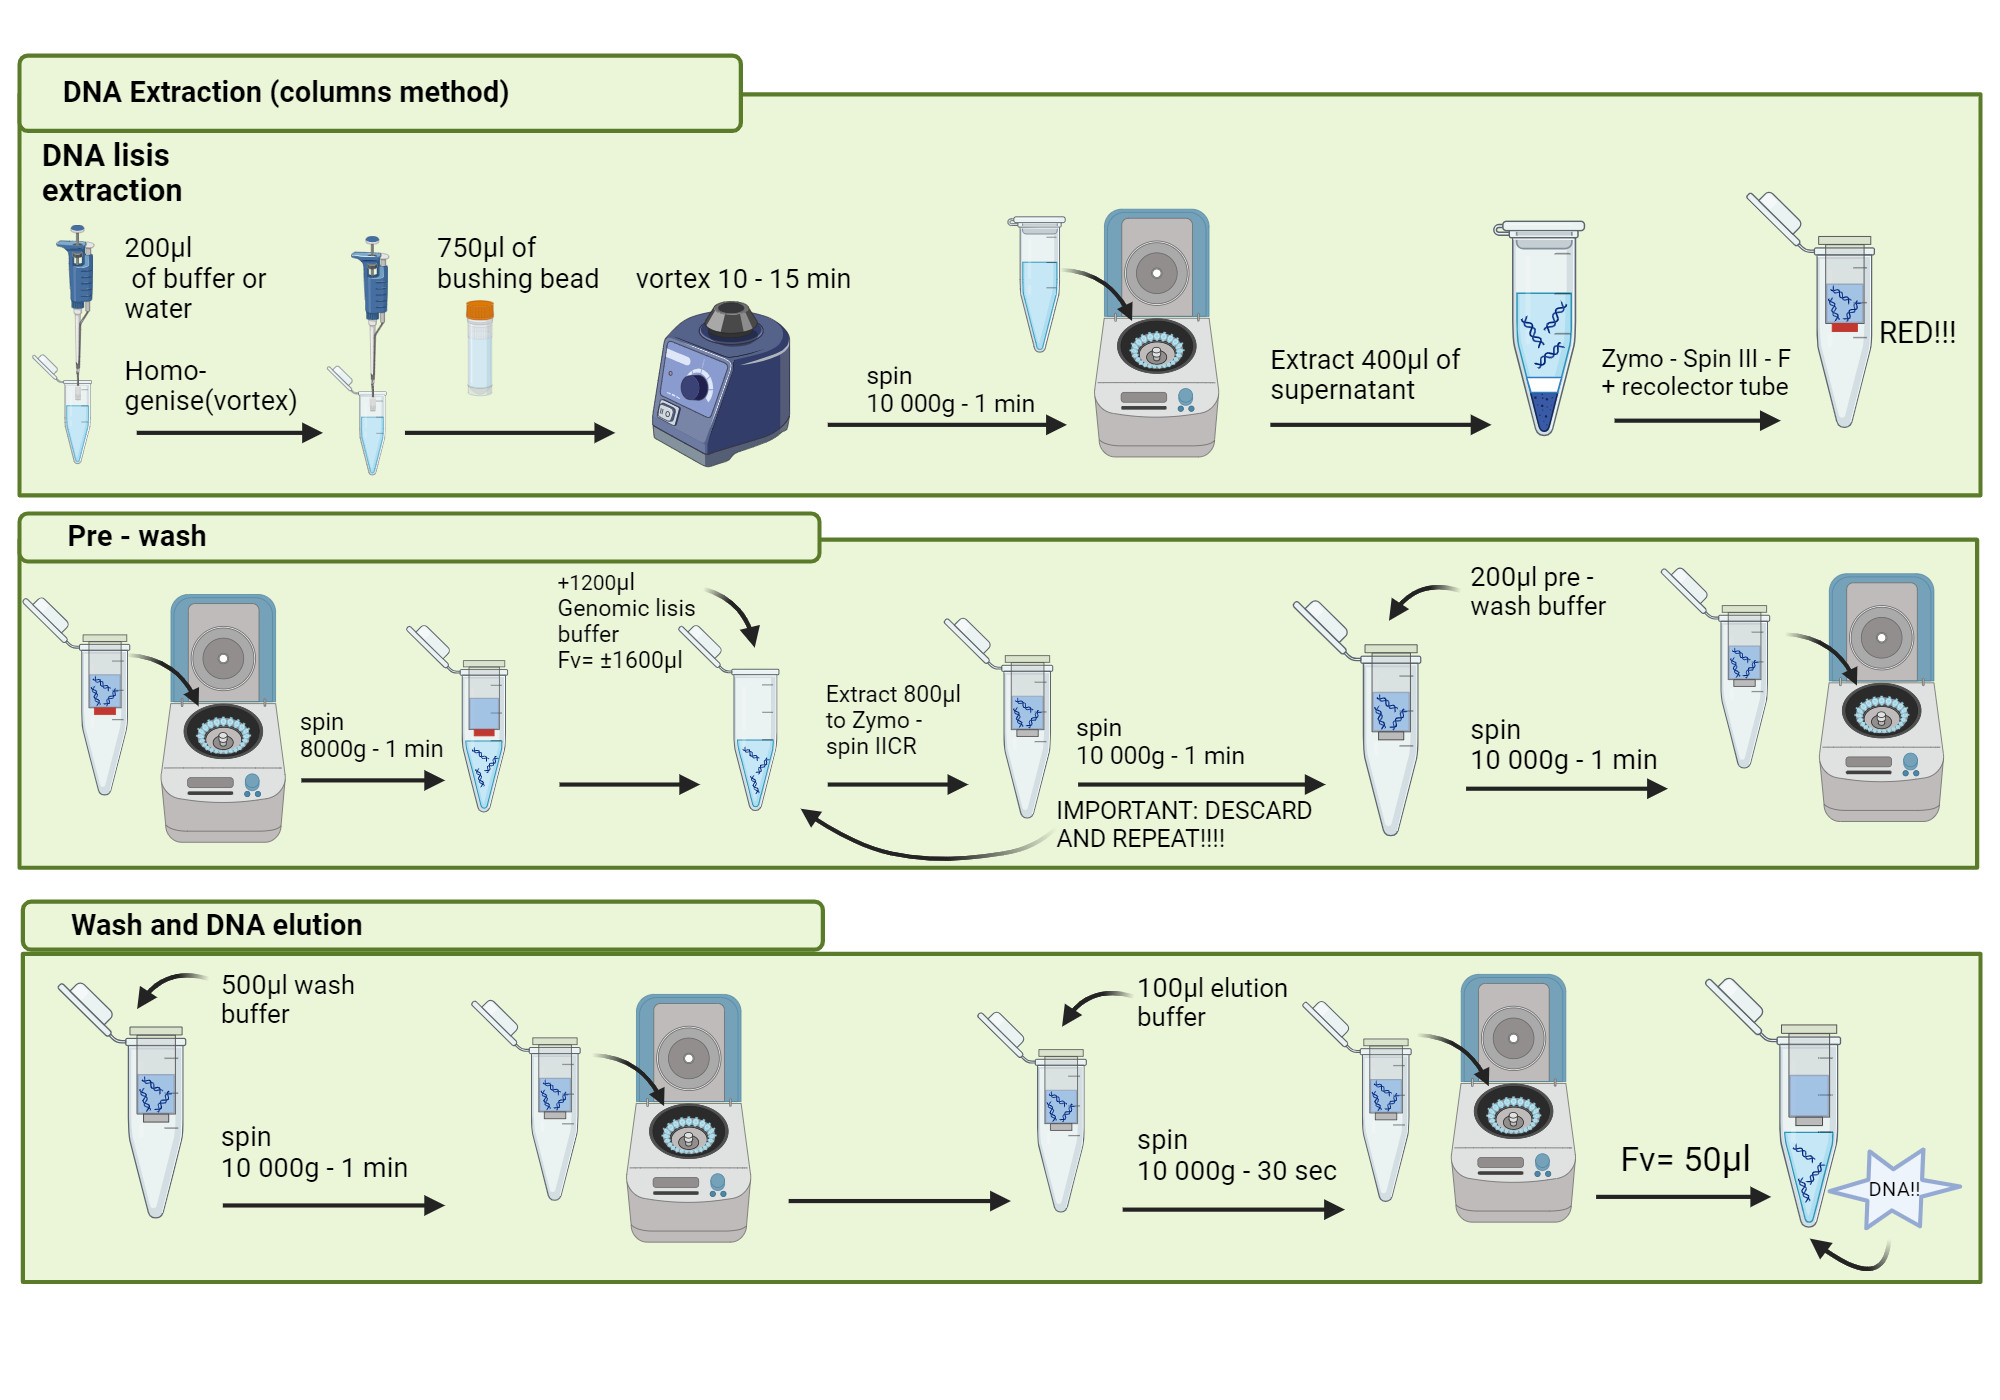 DNA Extraction (columns method)
DNA lisis
extraction
200µl
of buffer or
water
Homo-
genise(vortex)
750µl of
bushing bead
vortex 10 - 15 min
spin
10 000g - 1 min
Extract 400µl of
supernatant
Zymo - Spin III - F
+ recolector tube
RED!!!
Pre - wash
spin
8000g - 1 min
+1200µl
Genomic lisis
buffer
Fv= ±1600µl
Extract 800µl
to Zymo -
spin IICR
spin
10 000g - 1 min
IMPORTANT: DESCARD
AND REPEAT!!!!
200µl pre -
wash buffer
spin
10 000g - 1 min
Wash and DNA elution
500µl wash
buffer
spin
10 000g - 1 min
100µl elution
buffer
spin
10 000g - 30 sec
Fv= 50µl
DNA!!